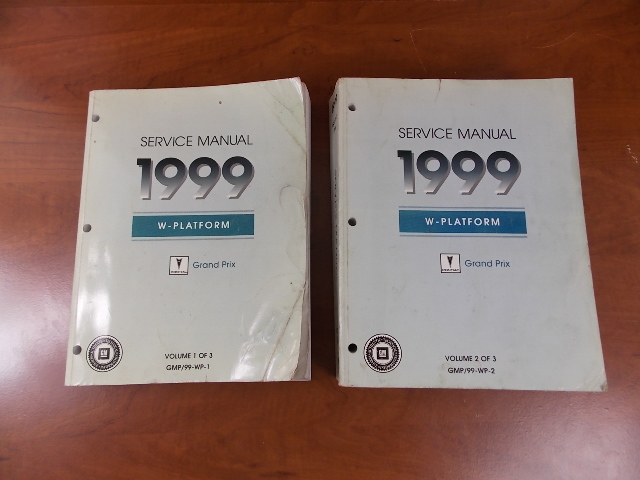 SERVICE MANUAL
1999
W-PLATFORM
Grand Prix
VOLUME 1 OF 3
GMP/99-WP-1
SERVICE MANUAL
1999
W-PLATFORM
Grand Prix
VOLUME 2 OF 3
GMP/99-WP-2